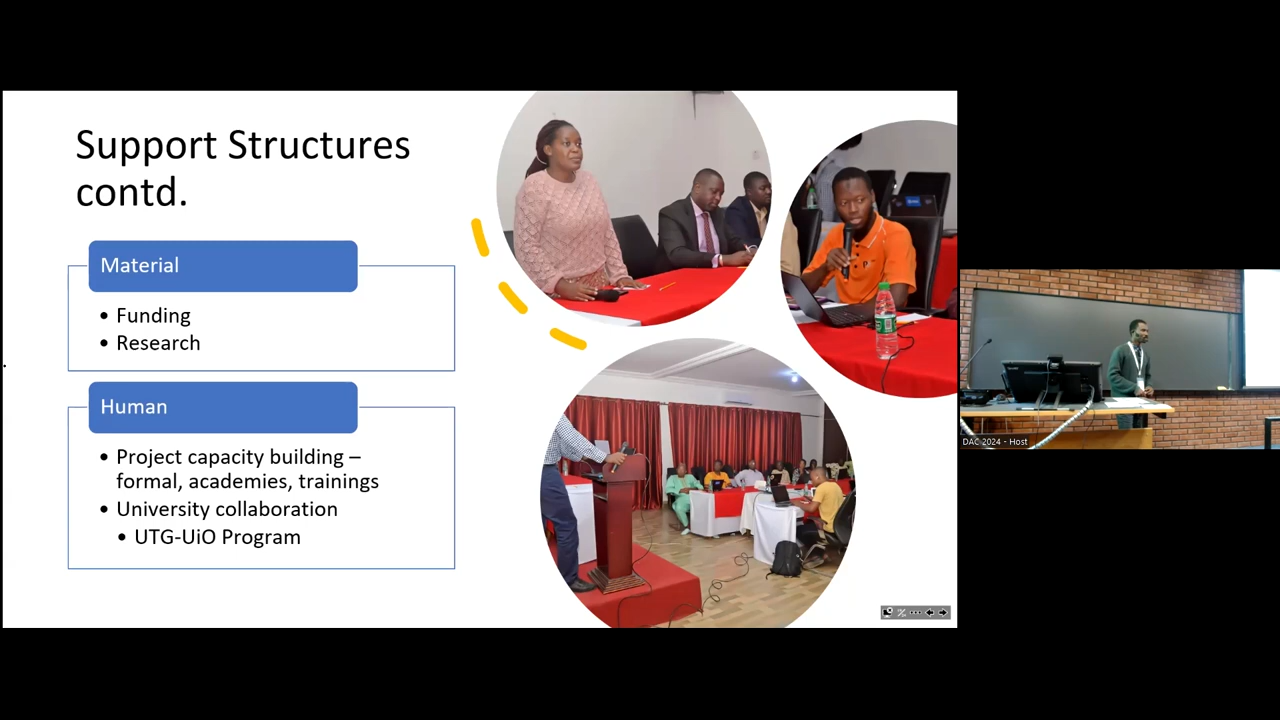 Support Structures
contd.
Material
• Funding
• Research
Human
• Project capacity building –
formal, academies, trainings
• University collaboration
• UTG-UiO Program
DAC 2024 - Host